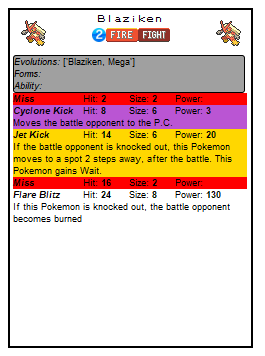 Blaziken
2 FIRE FIGHT
Evolutions: ['Blaziken, Mega']
Forms:
Ability:
Miss Hit: 2 Size: 2 Power:
Cyclone Kick Hit: 8 Size: 6 Power: 3
Moves the battle opponent to the P.C.
Jet Kick Hit: 14 Size: 6 Power: 20
If the battle opponent is knocked out, this Pokemon
moves to a spot 2 steps away, after the battle. This
Pokemon gains Wait.
Miss Hit: 16 Size: 2 Power:
Flare Blitz Hit: 24 Size: 8 Power: 130
If this Pokemon is knocked out, the battle opponent
becomes burned